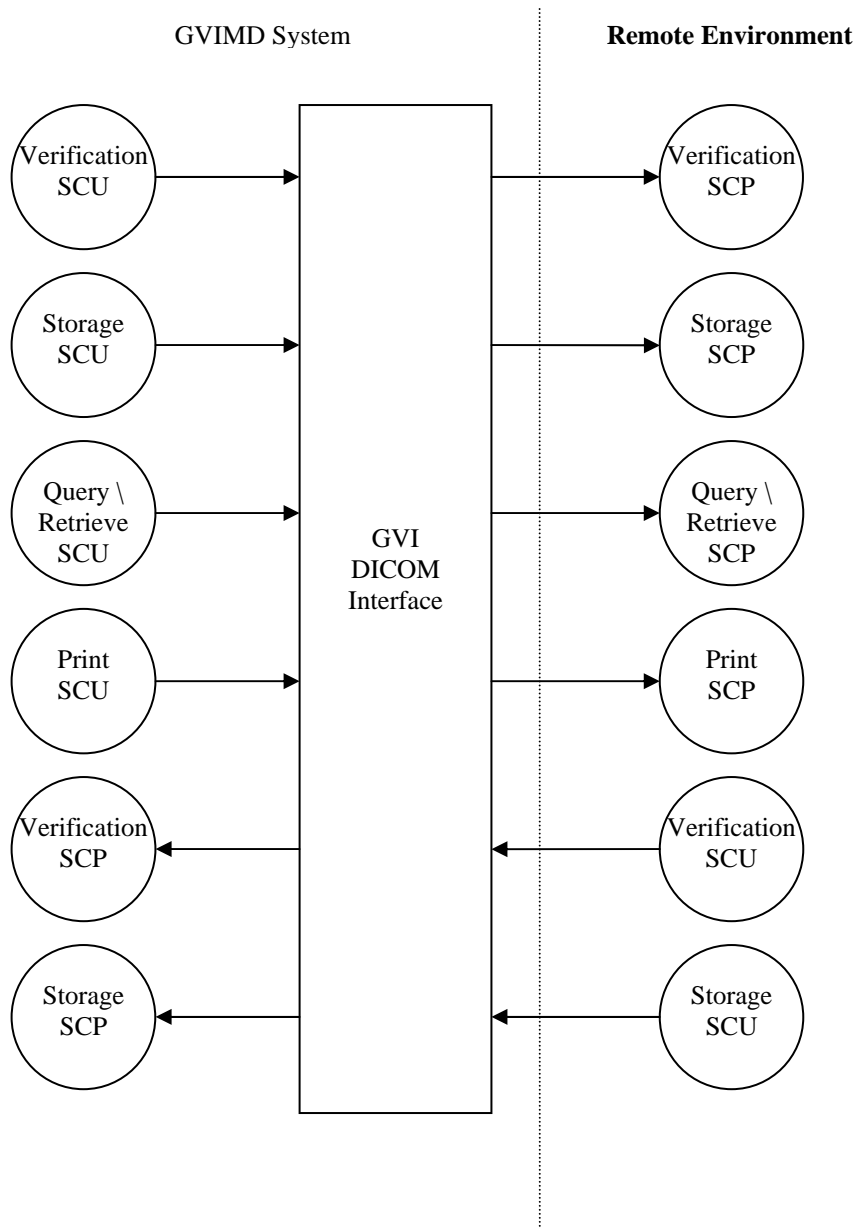 GVIMD System
Remote Environment
Verification
SCU
Verification
SCP
Storage
SCU
Storage
SCP
Query \
Retrieve
SCU
GVI
DICOM
Interface
Query \
Retrieve
SCP
Print
SCU
Print
SCP
Verification
SCP
Verification
SCU
Storage
SCP
Storage
SCU